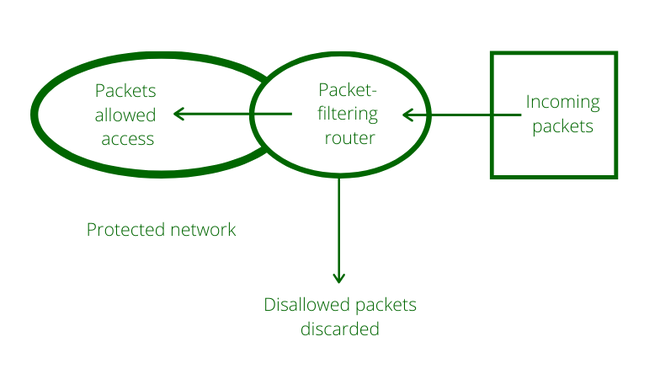 Packets
allowed
access
Packet-
filtering
router
Incoming
packets
Protected network
Disallowed packets
discarded